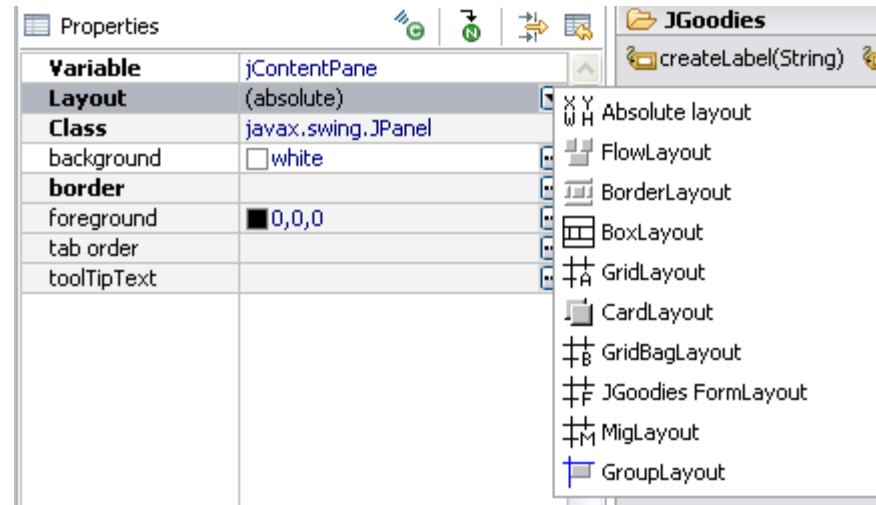 Properties
JGoodies
createLabel(String)
Variable jContentPane
Layout (absolute)
Class javax.swing.JPanel
background white
border
foreground 0,0,0
tab order
toolTipText
Absolute layout
FlowLayout
BorderLayout
BoxLayout
GridLayout
CardLayout
GridBagLayout
JGoodies FormLayout
MigLayout
GroupLayout